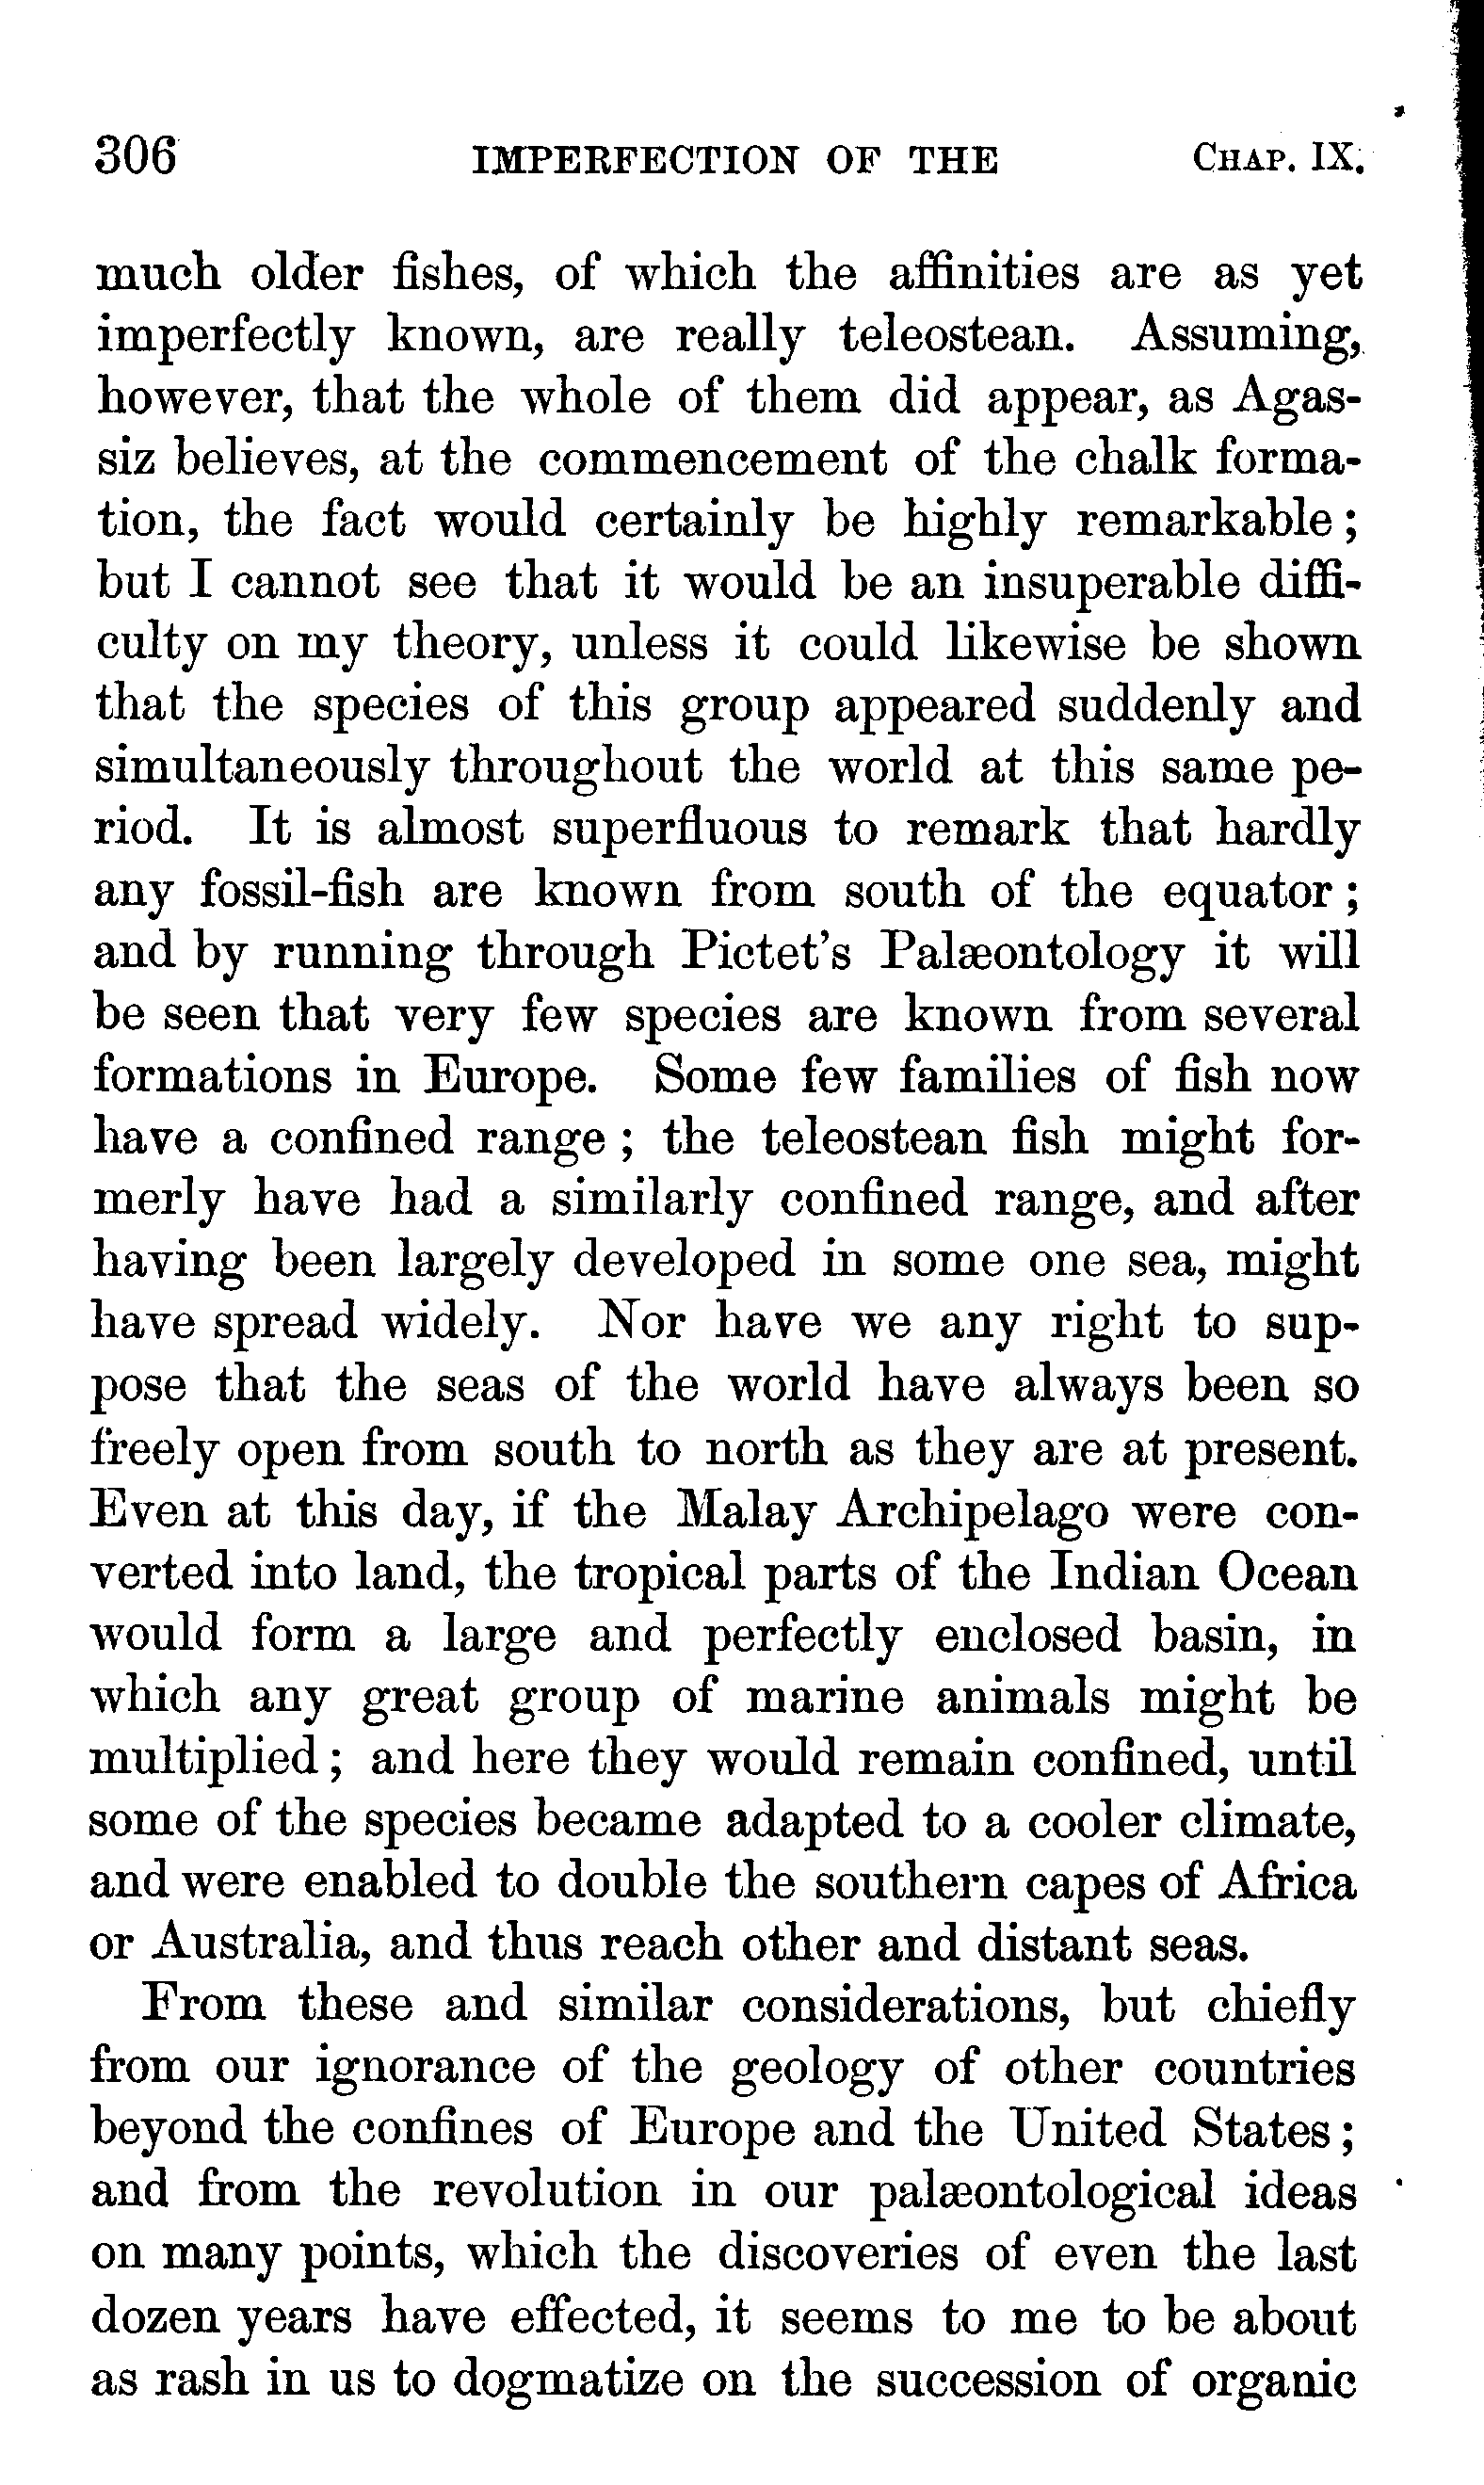 306 IMPERFECTION OF THE CHAP. IX.
much older fishes, of which the affinities are as yet
imperfectly known, are really teleostean. Assuming,
however, that the whole of them did appear, as Agas-
siz believes, at the commencement of the chalk forma-
tion, the fact would certainly be highly remarkable;
but I cannot see that it would be an insuperable diffi-
culty on my theory, unless it could likewise be shown
that the species of this group appeared suddenly and
simultaneously throughout the world at this same pe-
riod. It is almost superfluous to remark that hardly
any fossil-fish are known from south of the equator;
and by running through Pictet's Palæontology it will
be seen that very few species are known from several
formations in Europe. Some few families of fish now
have a confined range; the teleostean fish might for-
merly have had a similarly confined range, and after
having been largely developed in some one sea, might
have spread widely. Nor have we any right to sup-
pose that the seas of the world have always been so
freely open from south to north as they are at present.
Even at this day, if the Malay Archipelago were con-
verted into land, the tropical parts of the Indian Ocean
would form a large and perfectly enclosed basin, in
which any great group of marine animals might be
multiplied; and here they would remain confined, until
some of the species became adapted to a cooler climate,
and were enabled to double the southern capes of Africa
or Australia, and thus reach other and distant seas.
From these and similar considerations, but chiefly
from our ignorance of the geology of other countries
beyond the confines of Europe and the United States;
and from the revolution in our palæontological ideas
on many points, which the discoveries of even the last
dozen years have effected, it seems to me to be about
as rash in us to dogmatize on the succession of organic